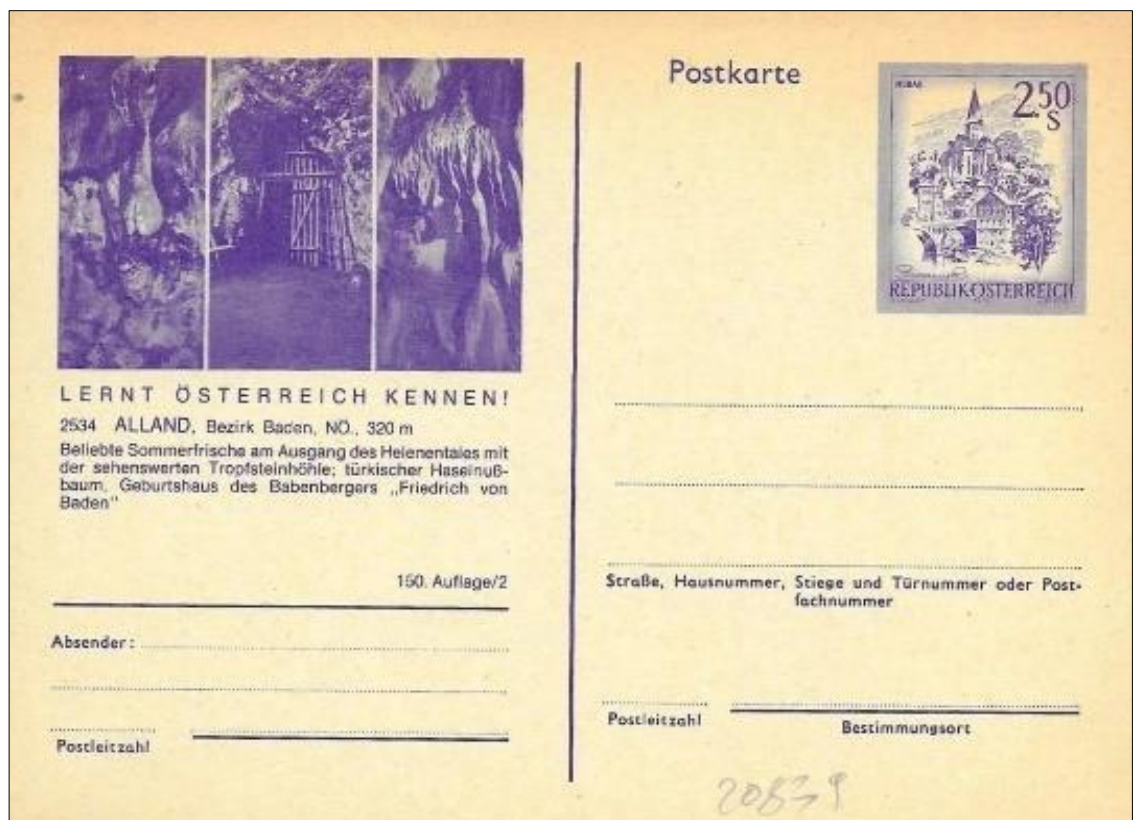 LERNT ÖSTERREICH KENNEN!
2534 ALLAND, Bezirk Baden, NÖ., 320 m
Beliebte Sommerfrische am Ausgang des Helenentales mit
der sehenswerten Tropfsteinhöhle; türkischer Haselnuß-
baum, Geburtshaus des Babenbergers „Friedrich von
Baden"
150. Auflage/2
Absender:
Postleitzahl
Postkarte
MURAU
2.50
S
REPUBLIK ÖSTERREICH
Straße, Hausnummer, Stiege und Türnummer oder Post-
fachnummer
Postleitzahl
Bestimmungsort